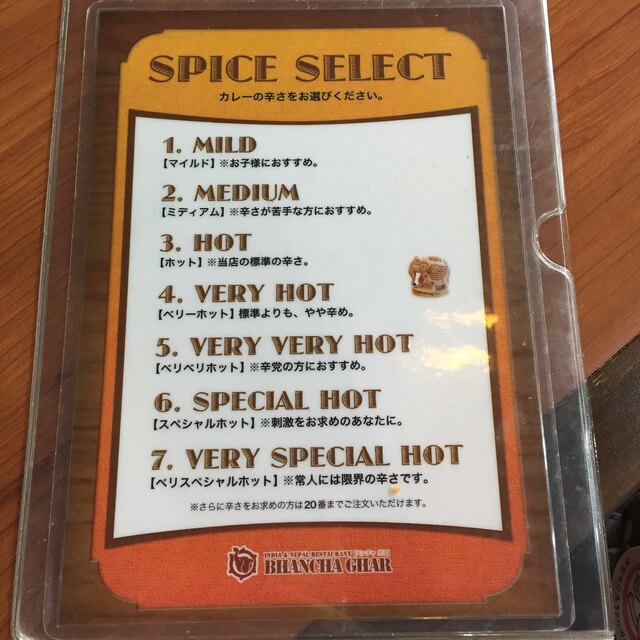 SPICE SELECT
カレーの辛さをお選びください。
1. MILD
【マイルド】※お子様におすすめ。
2. MEDIUM
【ミディアム】※辛さが苦手な方におすすめ。
3. HOT
【ホット】※当店の標準の辛さ。
4. VERY HOT
【ベリーホット】標準よりも、やや辛め。
5. VERY VERY HOT
【ベリベリホット】※辛党の方におすすめ。
6. SPECIAL HOT
【スペシャルホット】※刺激をお求めのあなたに。
7. VERY SPECIAL HOT
【ベリスペシャルホット】※常人には限界の辛さです。
※さらに辛さをお求めの方は20番までご注文いただけます。
INDIA & NEPAL RESTAURANT【バンチャ ガル】
BHANCHA GHAR